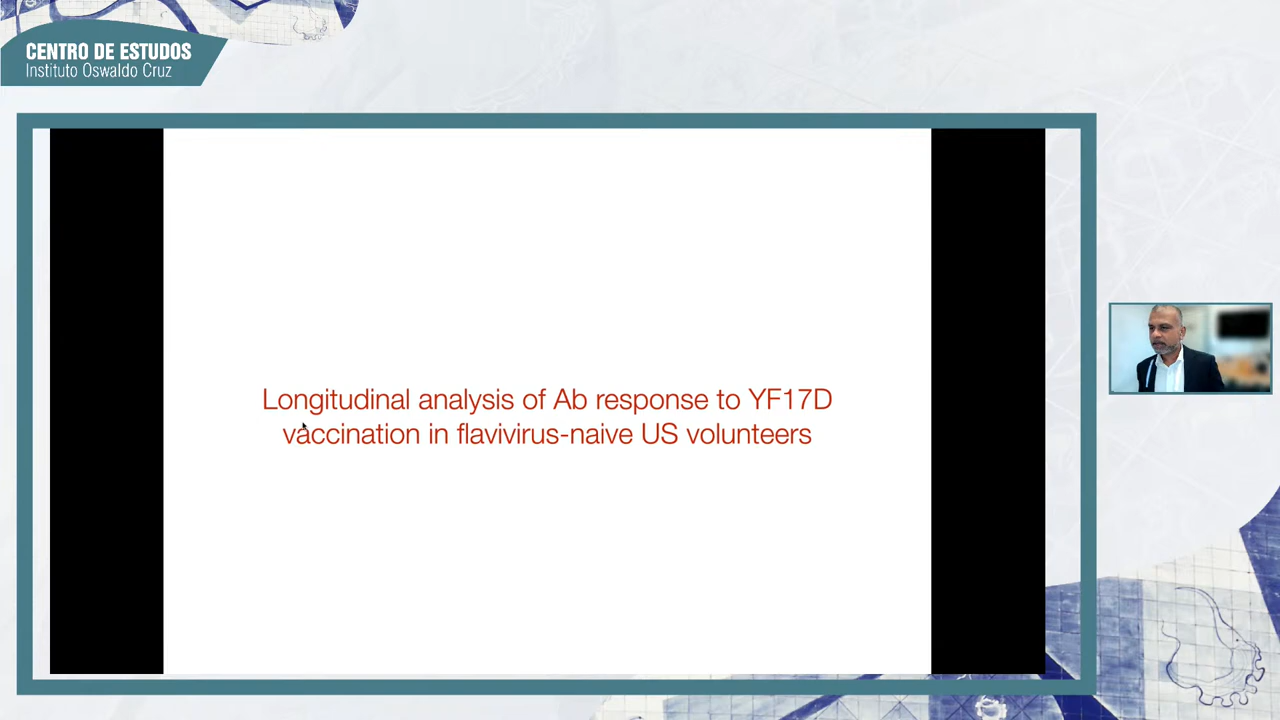 CENTRO DE ESTUDOS
Instituto Oswaldo Cruz
Longitudinal analysis of Ab response to YF17D
vaccination in flavivirus-naive US volunteers